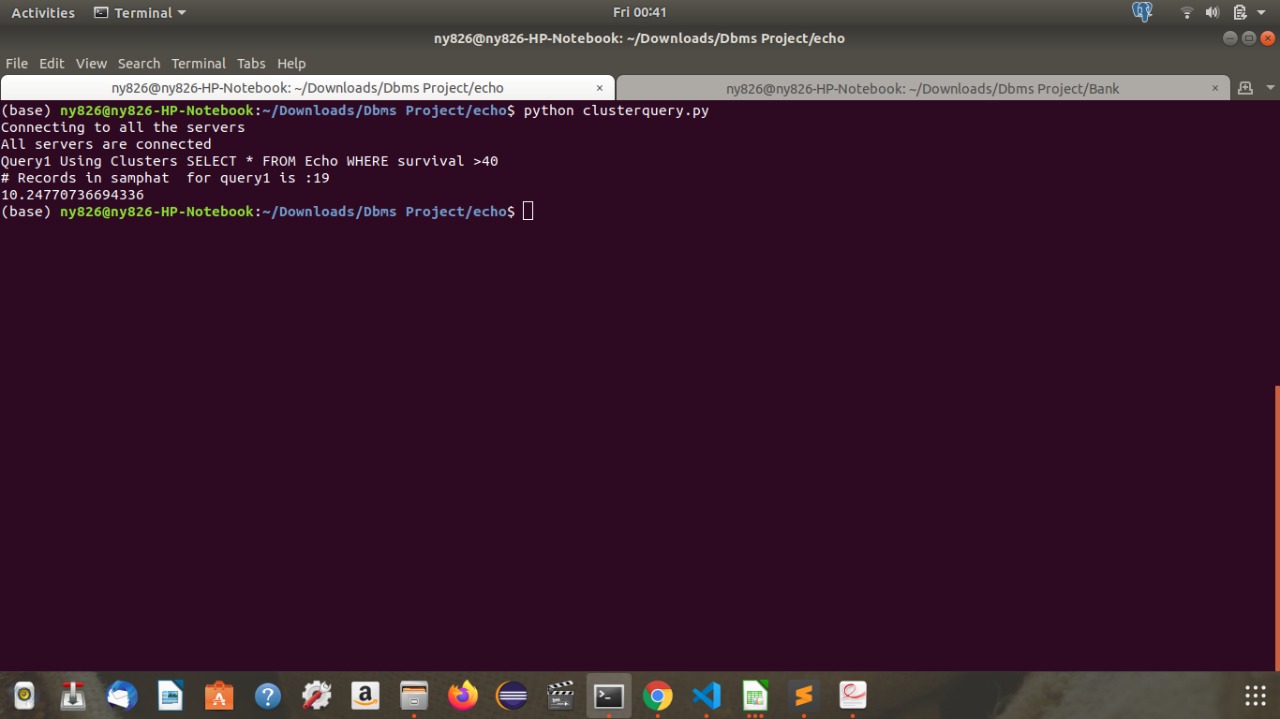 Activities Terminal Fri 00:41
ny826@ny826-HP-Notebook: ~/Downloads/Dbms Project/echo
File Edit View Search Terminal Tabs Help
ny826@ny826-HP-Notebook: ~/Downloads/Dbms Project/echo × ny826@ny826-HP-Notebook: ~/Downloads/Dbms Project/Bank ×
(base) ny826@ny826-HP-Notebook:~/Downloads/Dbms Project/echo$ python clusterquery.py
Connecting to all the servers
All servers are connected
Query1 Using Clusters SELECT * FROM Echo WHERE survival >40
# Records in samphat  for query1 is :19
10.24770736694336
(base) ny826@ny826-HP-Notebook:~/Downloads/Dbms Project/echo$